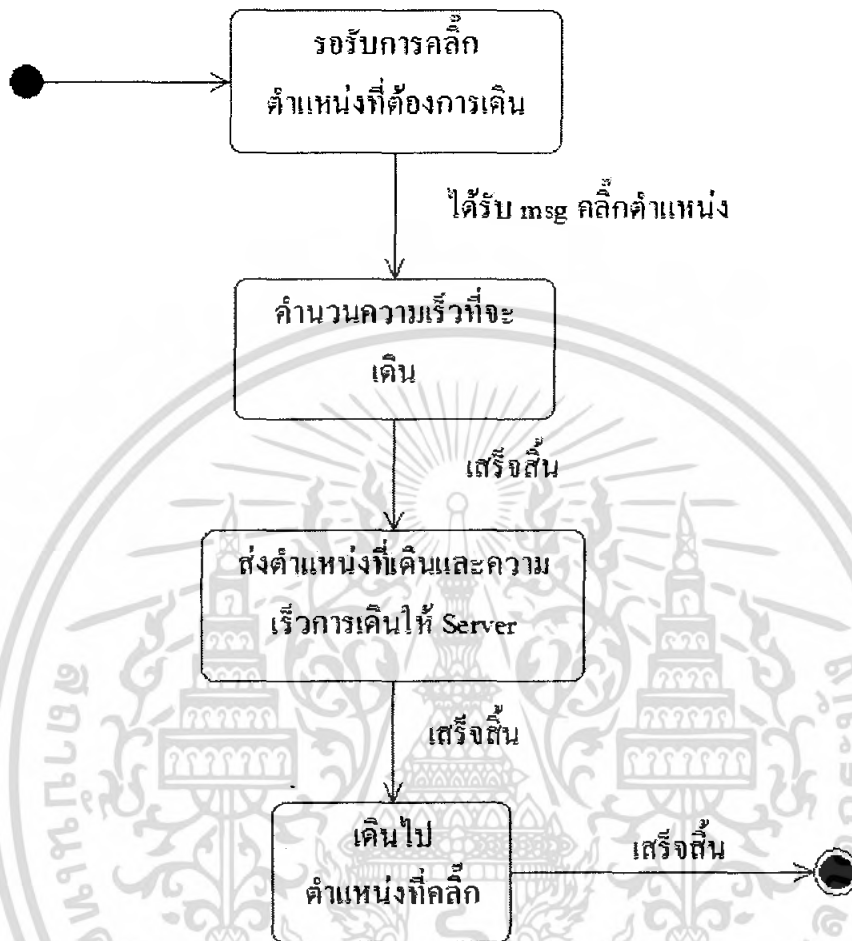 รอรับการคลิ๊ก
ตำแหน่งที่ต้องการเดิน
ได้รับ msg คลิ๊กตำแหน่ง
คำนวนความเร็วที่จะ
เดิน
เสร็จสิ้น
ส่งตำแหน่งที่เดินและความ
เร็วการเดินให้ Server
เสร็จสิ้น
เดินไป
ตำแหน่งที่คลิ๊ก
เสร็จสิ้น